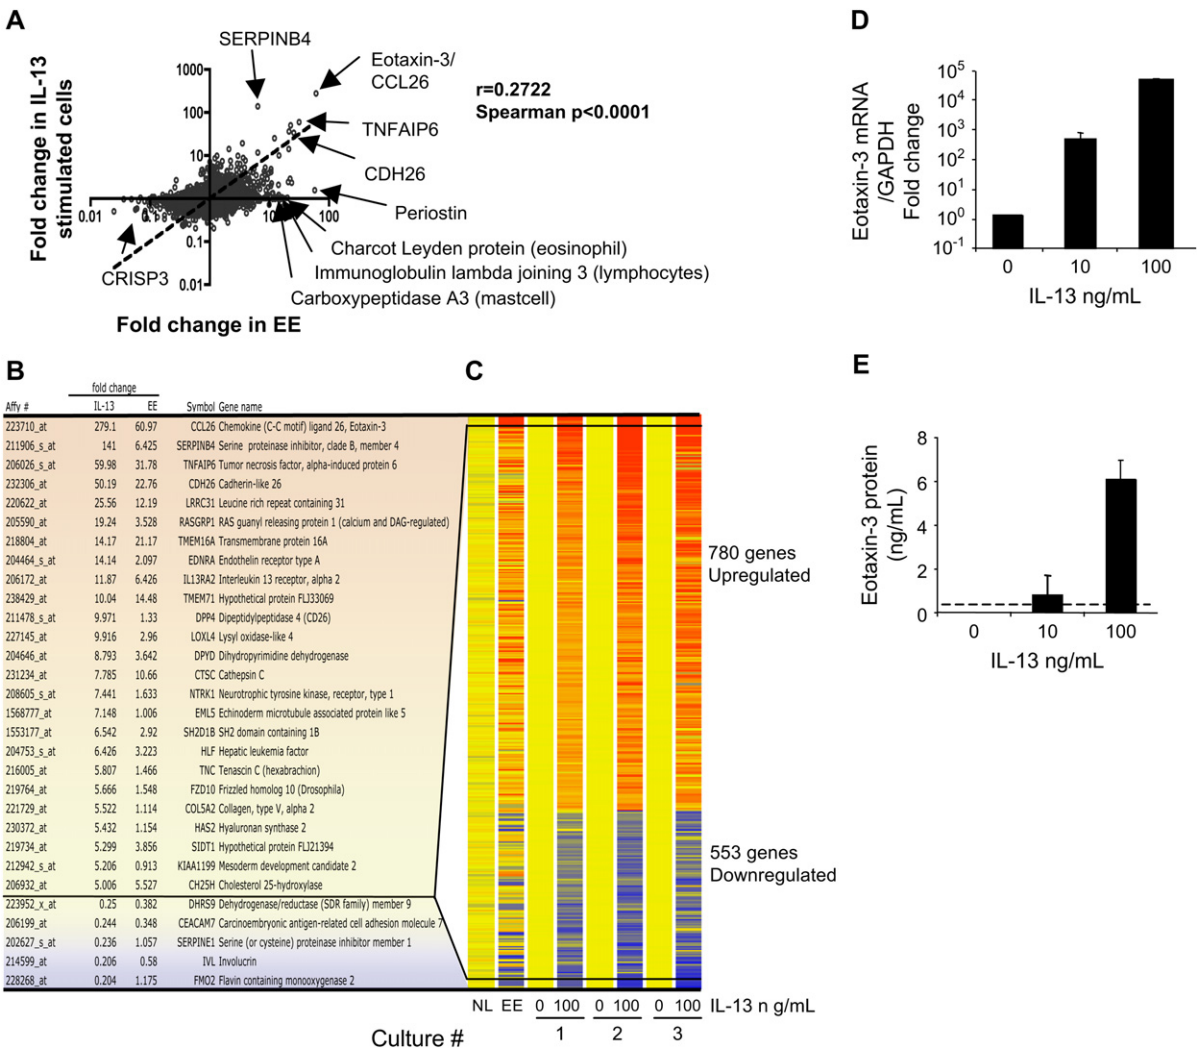 A
SERPINB4
Eotaxin-3/
CCL26
r=0.2722
Spearman p<0.0001
TNFAIP6
CDH26
Periostin
Charcot Leyden protein (eosinophil)
Immunoglobulin lambda joining 3 (lymphocytes)
Carboxypeptidase A3 (mastcell)
CRISP3
1000
100
10
0.1
0.01
0.01
100
Fold change in IL-13
stimulated cells
Fold change in EE
D
Eotaxin-3 mRNA
/GAPDH
Fold change
10^5
10^4
10^3
10^2
10^1
10^0
10^-1
0 10 100
IL-13 ng/mL
B
fold change
Affy # IL-13 EE Symbol Gene name
223710_at 279.1 60.97 CCL26 Chemokine (C-C motif) ligand 26, Eotaxin-3
211906_s_at 141 6.425 SERPINB4 Serine proteinase inhibitor, clade B, member 4
206026_s_at 59.98 31.78 TNFAIP6 Tumor necrosis factor, alpha-induced protein 6
232306_at 50.19 22.76 CDH26 Cadherin-like 26
220622_at 25.56 12.19 LRRC31 Leucine rich repeat containing 31
205590_at 19.24 3.528 RASGRP1 RAS guanyl releasing protein 1 (calcium and DAG-regulated)
218804_at 14.17 21.17 TMEM16A Transmembrane protein 16A
204464_s_at 14.14 2.097 EDNRA Endothelin receptor type A
206172_at 11.87 6.426 IL13RA2 Interleukin 13 receptor, alpha 2
238429_at 10.04 14.48 TMEM71 Hypothetical protein FLJ33069
211478_s_at 9.971 1.33 DPP4 Dipeptidylpeptidase 4 (CD26)
227145_at 9.916 2.96 LOXL4 Lysyl oxidase-like 4
204646_at 8.793 3.642 DPYD Dihydropyrimidine dehydrogenase
231234_at 7.785 10.66 CTSC Cathepsin C
208605_s_at 7.441 1.633 NTRK1 Neurotrophic tyrosine kinase, receptor, type 1
1568777_at 7.148 1.006 EML5 Echinoderm microtubule associated protein like 5
1553177_at 6.542 2.92 SH2D1B SH2 domain containing 1B
204753_s_at 6.426 3.223 HLF Hepatic leukemia factor
216005_at 5.807 1.466 TNC Tenascin C (hexabrachion)
219764_at 5.666 1.548 FZD10 Frizzled homolog 10 (Drosophila)
221729_at 5.522 1.114 COL5A2 Collagen, type V, alpha 2
230372_at 5.432 1.154 HAS2 Hyaluronan synthase 2
219734_at 5.299 3.856 SIDT1 Hypothetical protein FLJ21394
212942_s_at 5.206 0.913 KIAA1199 Mesoderm development candidate 2
206932_at 5.006 5.527 CH25H Cholesterol 25-hydroxylase
223952_x_at 0.25 0.382 DHRS9 Dehydrogenase/reductase (SDR family) member 9
206199_at 0.244 0.348 CEACAM7 Carcinoembryonic antigen-related cell adhesion molecule 7
202627_s_at 0.236 1.057 SERPINE1 Serine (or cysteine) proteinase inhibitor member 1
214599_at 0.206 0.58 IVL Involucrin
228268_at 0.204 1.175 FMO2 Flavin containing monooxygenase 2
C
780 genes
Upregulated
553 genes
Downregulated
NL EE 0 100 0 100 0 100 IL-13 n g/mL
Culture # 1 2 3
E
Eotaxin-3 protein
(ng/mL)
8
6
4
2
0
0 10 100
IL-13 ng/mL